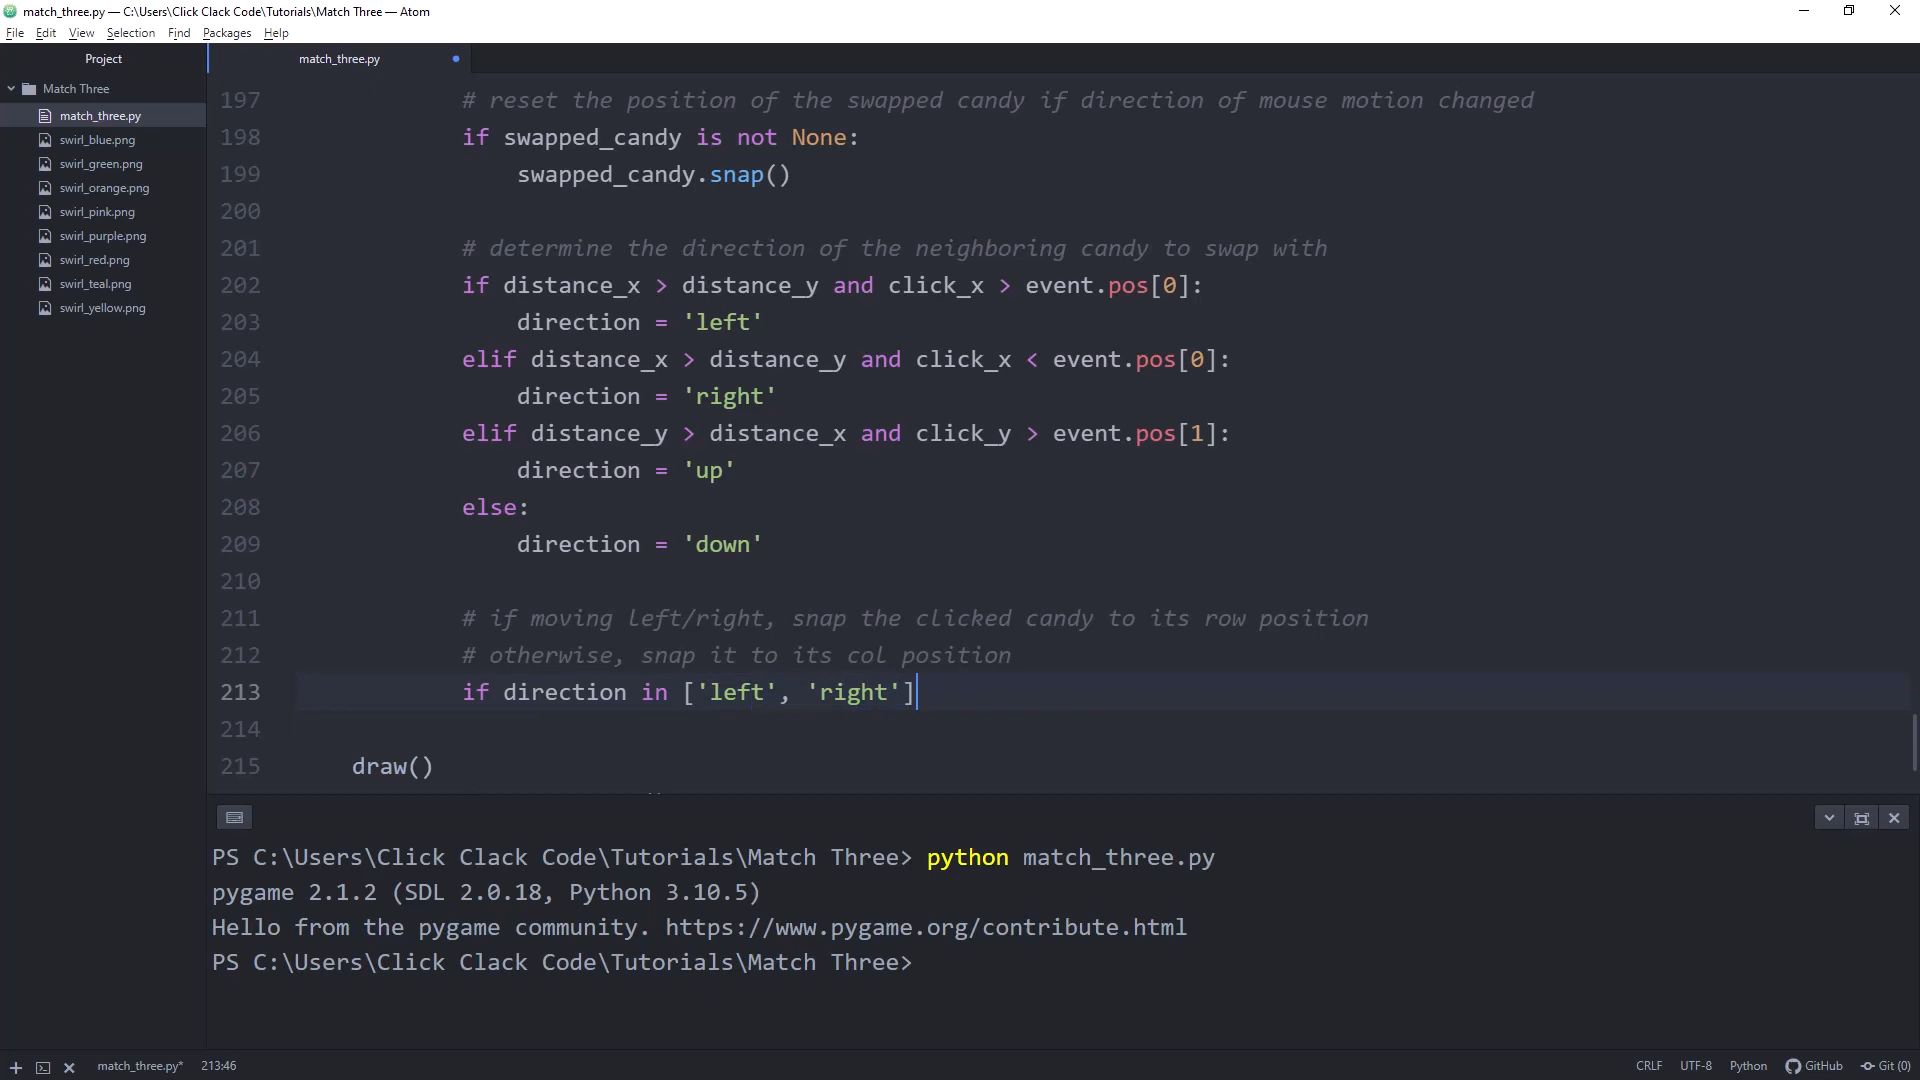 match_three.py — C:\Users\Click Clack Code\Tutorials\Match Three — Atom
File Edit View Selection Find Packages Help
Project
Match Three
match_three.py
swirl_blue.png
swirl_green.png
swirl_orange.png
swirl_pink.png
swirl_purple.png
swirl_red.png
swirl_teal.png
swirl_yellow.png
match_three.py
197 # reset the position of the swapped candy if direction of mouse motion changed
198 if swapped_candy is not None:
199 swapped_candy.snap()
200
201 # determine the direction of the neighboring candy to swap with
202 if distance_x > distance_y and click_x > event.pos[0]:
203 direction = 'left'
204 elif distance_x > distance_y and click_x < event.pos[0]:
205 direction = 'right'
206 elif distance_y > distance_x and click_y > event.pos[1]:
207 direction = 'up'
208 else:
209 direction = 'down'
210
211 # if moving left/right, snap the clicked candy to its row position
212 # otherwise, snap it to its col position
213 if direction in ['left', 'right']
214
215 draw()
PS C:\Users\Click Clack Code\Tutorials\Match Three> python match_three.py
pygame 2.1.2 (SDL 2.0.18, Python 3.10.5)
Hello from the pygame community. https://www.pygame.org/contribute.html
PS C:\Users\Click Clack Code\Tutorials\Match Three>
match_three.py* 213:46 CRLF UTF-8 Python GitHub Git (0)